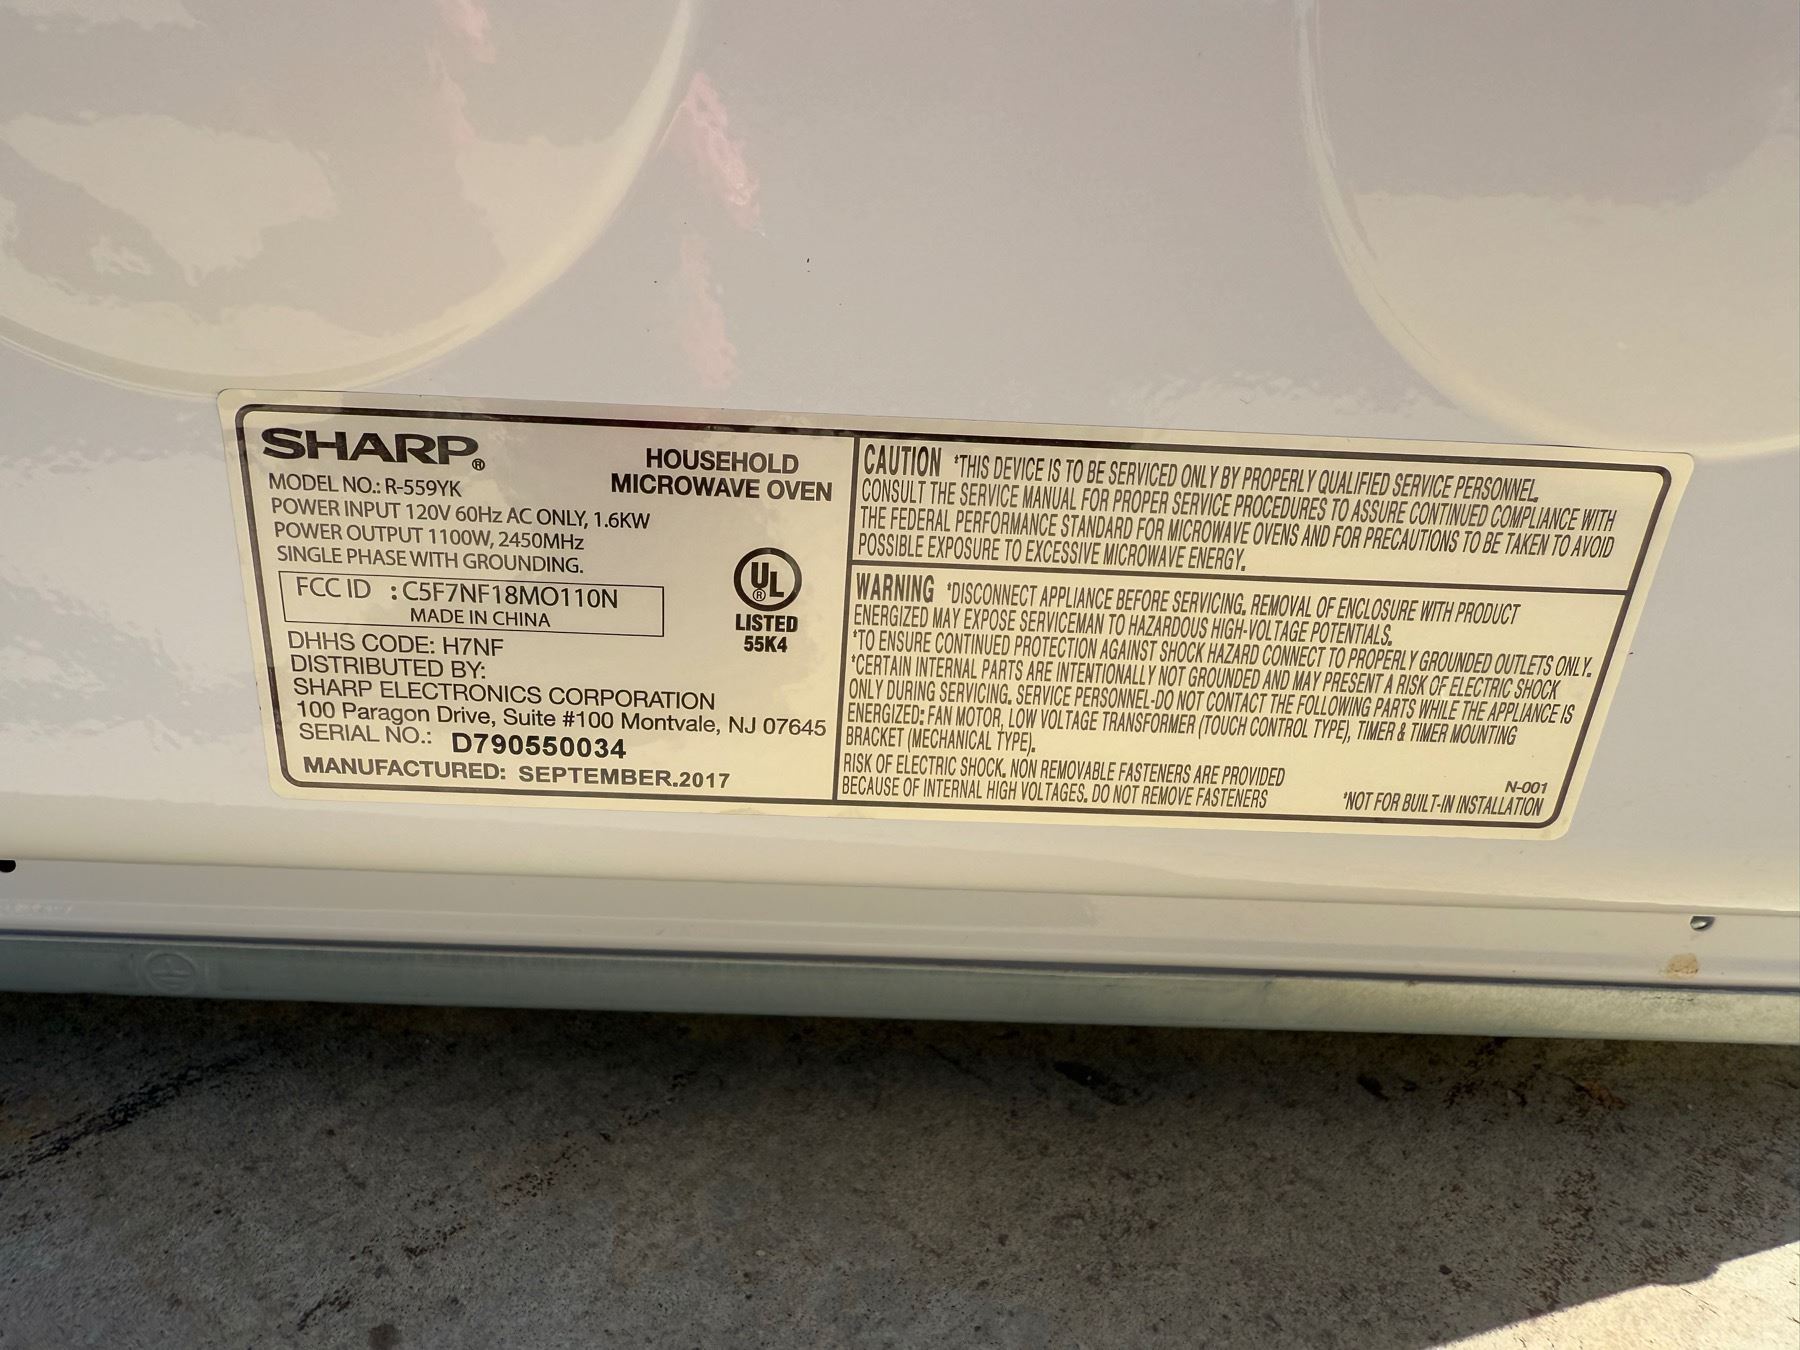 SHARP®
HOUSEHOLD
MICROWAVE OVEN
MODEL NO.: R-559YK
POWER INPUT 120V 60Hz AC ONLY, 1.6KW
POWER OUTPUT 1100W, 2450MHz
SINGLE PHASE WITH GROUNDING.
FCC ID : C5F7NF18MO110N
MADE IN CHINA
UL®
LISTED
55K4
DHHS CODE: H7NF
DISTRIBUTED BY:
SHARP ELECTRONICS CORPORATION
100 Paragon Drive, Suite #100 Montvale, NJ 07645
SERIAL NO.: D790550034
MANUFACTURED: SEPTEMBER.2017
CAUTION *THIS DEVICE IS TO BE SERVICED ONLY BY PROPERLY QUALIFIED SERVICE PERSONNEL.
CONSULT THE SERVICE MANUAL FOR PROPER SERVICE PROCEDURES TO ASSURE CONTINUED COMPLIANCE WITH
THE FEDERAL PERFORMANCE STANDARD FOR MICROWAVE OVENS AND FOR PRECAUTIONS TO BE TAKEN TO AVOID
POSSIBLE EXPOSURE TO EXCESSIVE MICROWAVE ENERGY.
WARNING *DISCONNECT APPLIANCE BEFORE SERVICING. REMOVAL OF ENCLOSURE WITH PRODUCT
ENERGIZED MAY EXPOSE SERVICEMAN TO HAZARDOUS HIGH-VOLTAGE POTENTIALS.
*TO ENSURE CONTINUED PROTECTION AGAINST SHOCK HAZARD CONNECT TO PROPERLY GROUNDED OUTLETS ONLY.
*CERTAIN INTERNAL PARTS ARE INTENTIONALLY NOT GROUNDED AND MAY PRESENT A RISK OF ELECTRIC SHOCK
ONLY DURING SERVICING. SERVICE PERSONNEL-DO NOT CONTACT THE FOLLOWING PARTS WHILE THE APPLIANCE IS
ENERGIZED: FAN MOTOR, LOW VOLTAGE TRANSFORMER (TOUCH CONTROL TYPE), TIMER & TIMER MOUNTING
BRACKET (MECHANICAL TYPE).
RISK OF ELECTRIC SHOCK. NON REMOVABLE FASTENERS ARE PROVIDED
BECAUSE OF INTERNAL HIGH VOLTAGES. DO NOT REMOVE FASTENERS
N-001
*NOT FOR BUILT-IN INSTALLATION